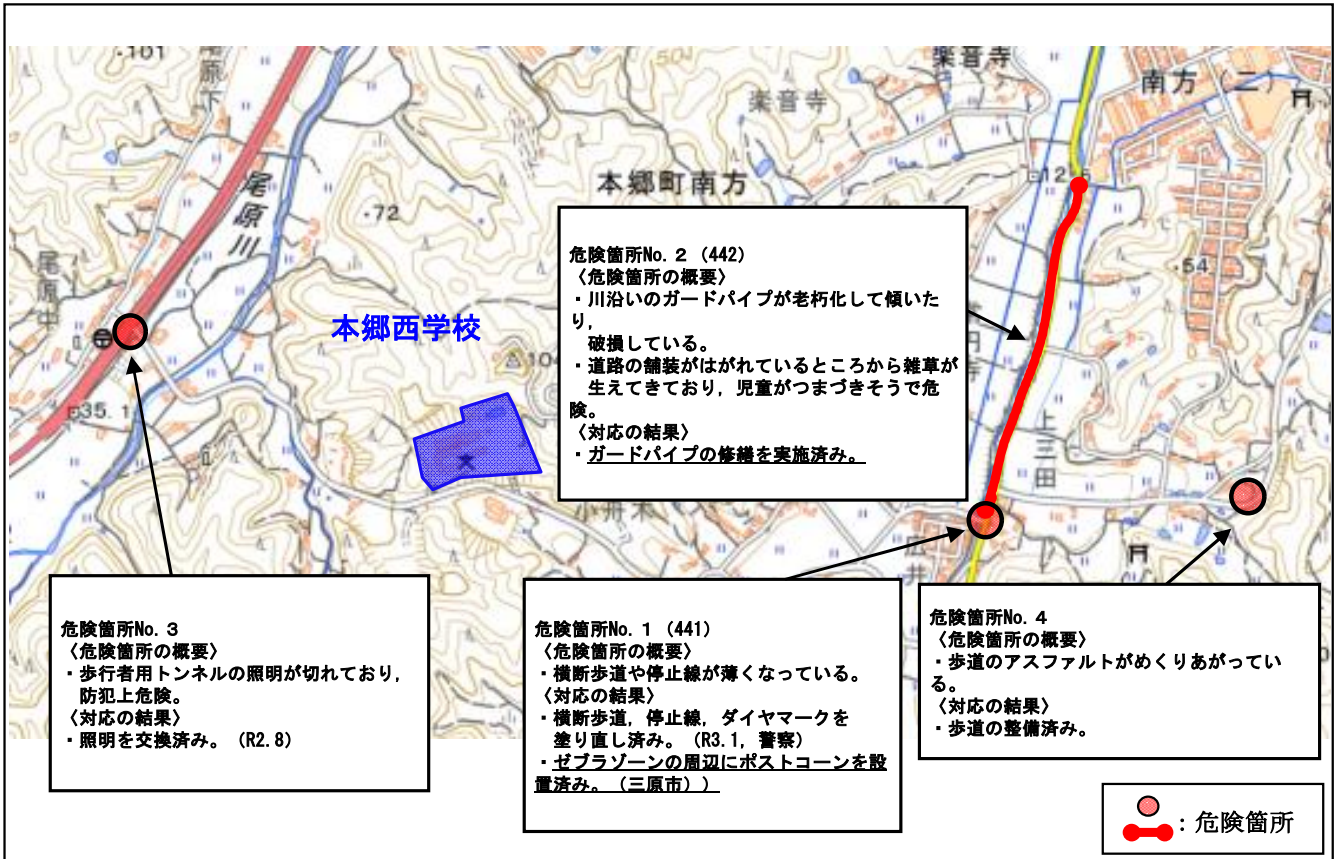 ・101
原下
楽音寺
南方(二)
楽音寺
尾原川
本郷町南方
・72
尾原中
本郷西学校
・54
上三田
35.1
小舟木
広井
危険箇所No. 2 (442)
〈危険箇所の概要〉
・川沿いのガードパイプが老朽化して傾いた
り,
破損している。
・道路の舗装がはがれているところから雑草が
生えてきており, 児童がつまづきそうで危
険。
〈対応の結果〉
・ガードパイプの修繕を実施済み。
危険箇所No. 3
〈危険箇所の概要〉
・歩行者用トンネルの照明が切れており,
防犯上危険。
〈対応の結果〉
・照明を交換済み。 (R2.8)
危険箇所No. 1 (441)
〈危険箇所の概要〉
・横断歩道や停止線が薄くなっている。
〈対応の結果〉
・横断歩道, 停止線, ダイヤマークを
塗り直し済み。 (R3.1, 警察)
・ゼブラゾーンの周辺にポストコーンを設
置済み。 (三原市))
危険箇所No. 4
〈危険箇所の概要〉
・歩道のアスファルトがめくりあがってい
る。
〈対応の結果〉
・歩道の整備済み。
: 危険箇所